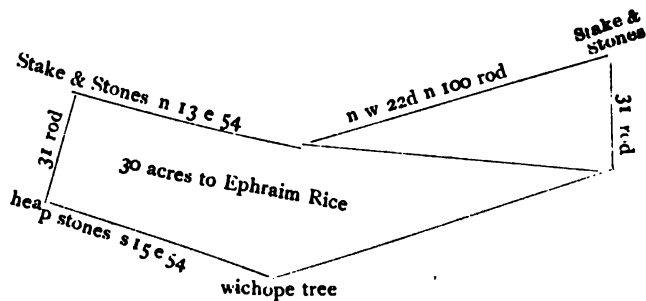 Stake &
Stones
Stake & Stones n 13 e 54
n w 22d n 100 rod
31 rod
31 rod
30 acres to Ephraim Rice
heap stones s 15 e 54
wichope tree